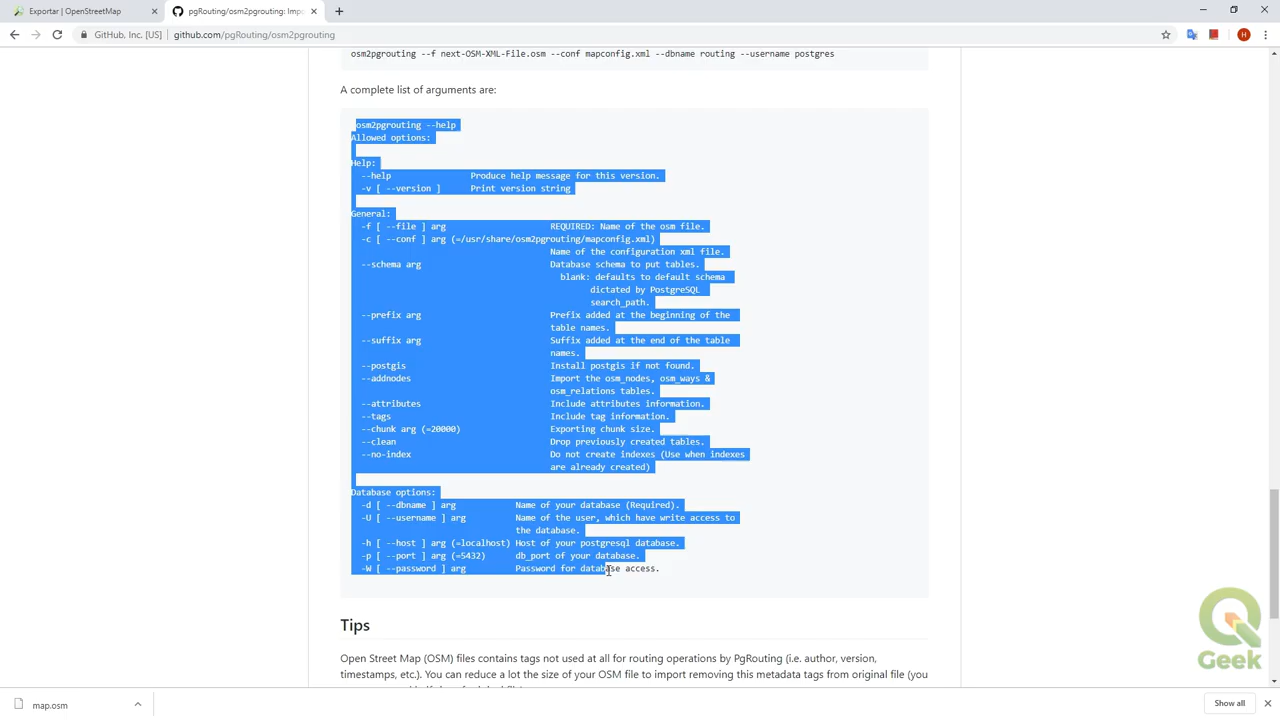 Exportar | OpenStreetMap
pgRouting/osm2pgrouting: Impo
GitHub, Inc. [US]
github.com/pgRouting/osm2pgrouting
H
osm2pgrouting --f next-OSM-XML-File.osm --conf mapconfig.xml --dbname routing --username postgres
A complete list of arguments are:
osm2pgrouting --help
Allowed options:
Help:
--help Produce help message for this version.
-v [ --version ] Print version string
General:
-f [ --file ] arg REQUIRED: Name of the osm file.
-c [ --conf ] arg (=/usr/share/osm2pgrouting/mapconfig.xml)
Name of the configuration xml file.
--schema arg Database schema to put tables.
blank: defaults to default schema
dictated by PostgreSQL
search_path.
--prefix arg Prefix added at the beginning of the
table names.
--suffix arg Suffix added at the end of the table
names.
--postgis Install postgis if not found.
--addnodes Import the osm_nodes, osm_ways &
osm_relations tables.
--attributes Include attributes information.
--tags Include tag information.
--chunk arg (=20000) Exporting chunk size.
--clean Drop previously created tables.
--no-index Do not create indexes (Use when indexes
are already created)
Database options:
-d [ --dbname ] arg Name of your database (Required).
-U [ --username ] arg Name of the user, which have write access to
the database.
-h [ --host ] arg (=localhost) Host of your postgresql database.
-p [ --port ] arg (=5432) db_port of your database.
-W [ --password ] arg Password for database access.
Tips
Open Street Map (OSM) files contains tags not used at all for routing operations by PgRouting (i.e. author, version,
timestamps, etc.). You can reduce a lot the size of your OSM file to import removing this metadata tags from original file (you
Geek
map.osm
Show all